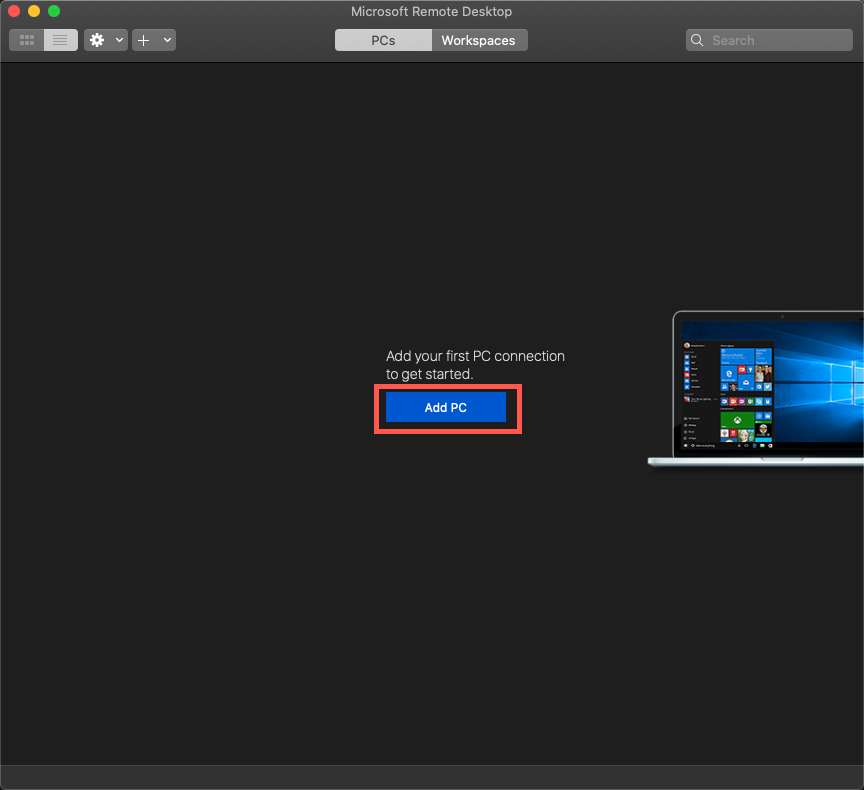 Microsoft Remote Desktop
PCs
Workspaces
Search
Add your first PC connection
to get started.
Add PC